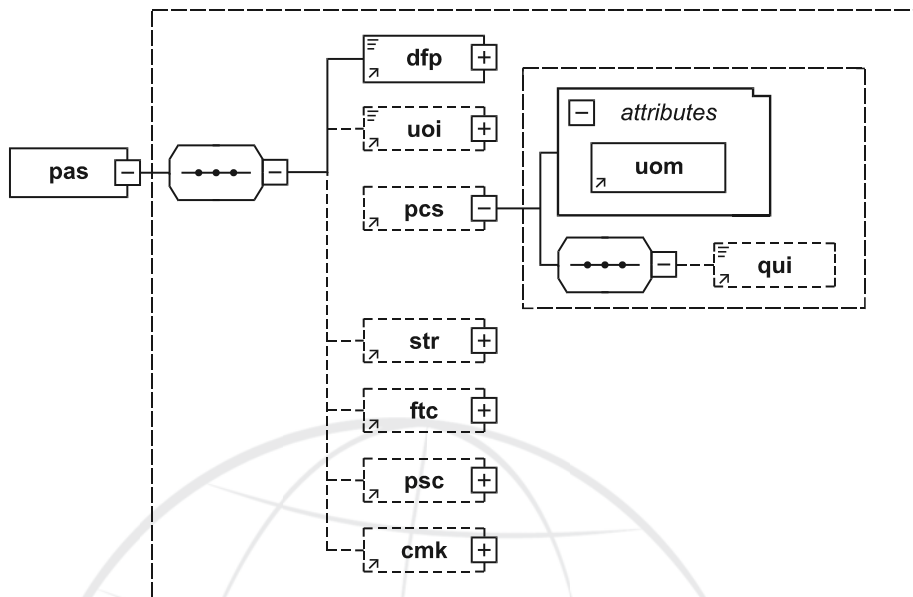 dfp
attributes
uoi
uom
pas
pcs
qui
str
ftc
psc
cmk